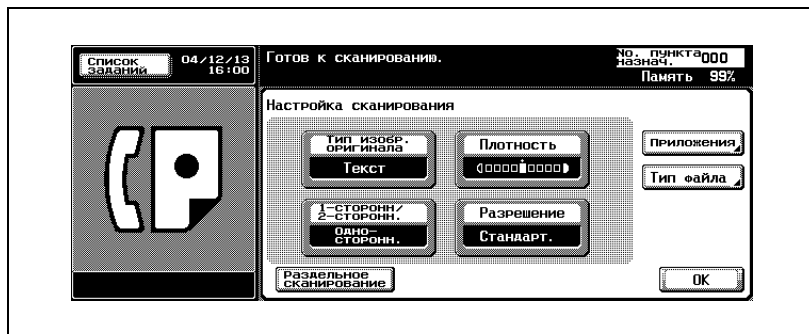 Список
заданий
04/12/13
16:00
Готов к сканированию.
No. пункта
назнач.
000
Память 99%
Настройка сканирования
Тип изобр.
оригинала
Текст
Плотность
1-сторонн/
2-сторонн.
Одно-
сторонн.
Разрешение
Стандарт.
Приложения
Тип файла
Раздельное
сканирование
OK